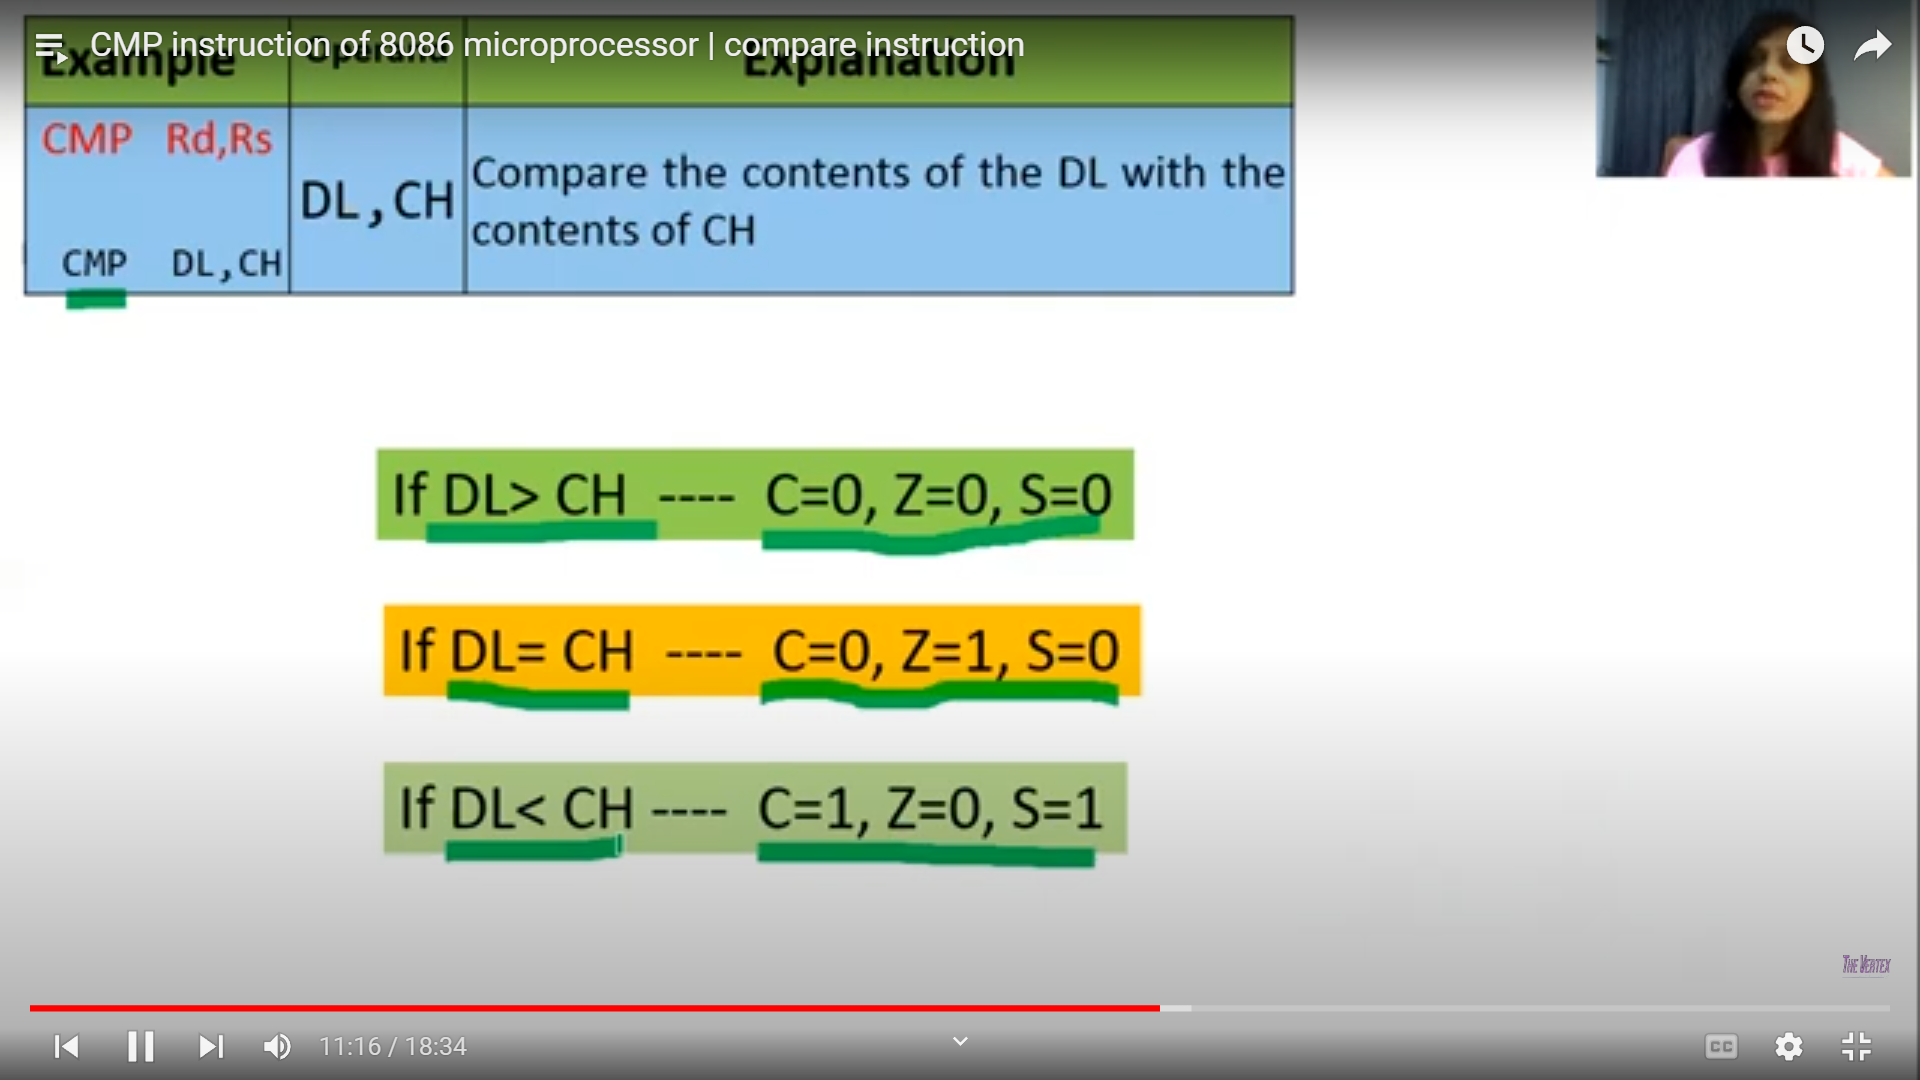 CMP instruction of 8086 microprocessor | compare instruction
Example Operand Explanation
CMP Rd,Rs
DL,CH
Compare the contents of the DL with the
contents of CH
CMP DL,CH
If DL> CH ---- C=0, Z=0, S=0
If DL= CH ---- C=0, Z=1, S=0
If DL< CH ---- C=1, Z=0, S=1
THE VERTEX
11:16 / 18:34
CC